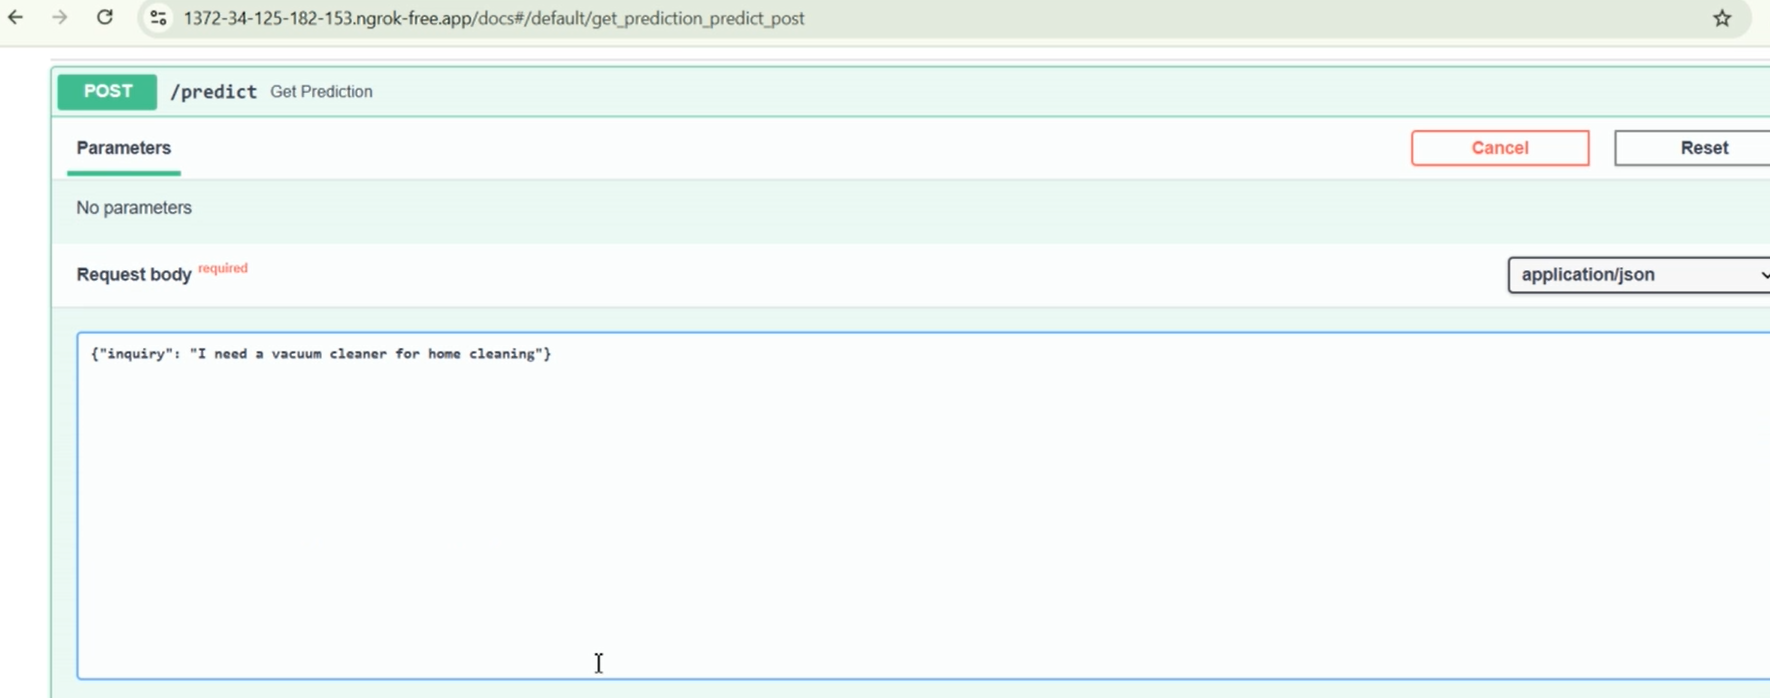 1372-34-125-182-153.ngrok-free.app/docs#/default/get_prediction_predict_post
POST /predict Get Prediction
Parameters Cancel Reset
No parameters
Request body required application/json
{"inquiry": "I need a vacuum cleaner for home cleaning"}